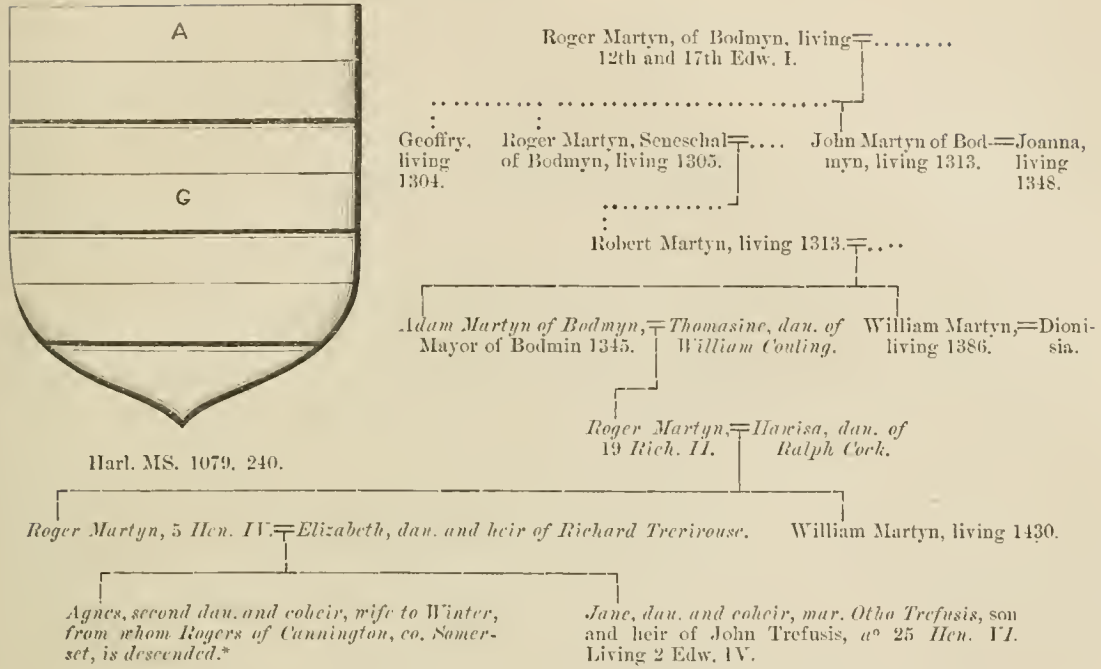 A
G
Harl. MS. 1079. 240.
Roger Martyn, of Bodmyn, living=........
12th and 17th Edw. I.
Geoffry,
living
1304.
Roger Martyn, Seneschal=....
of Bodmyn, living 1305.
John Martyn of Bod-=Joanna,
myn, living 1313.
living
1348.
Robert Martyn, living 1313.=....
Adam Martyn of Bodmyn,=Thomasine, dau. of
Mayor of Bodmin 1345.
William Couling.
William Martyn,=Dioni-
living 1386.
sia.
Roger Martyn,=Hawisa, dau. of
19 Rich. II.
Ralph Cork.
Roger Martyn, 5 Hen. IV.=Elizabeth, dau. and heir of Richard Trerirouse.
William Martyn, living 1430.
Agnes, second dau. and coheir, wife to Winter,
from whom Rogers of Cannington, co. Somer-
set, is descended.*
Jane, dau. and coheir, mar. Otho Trefusis, son
and heir of John Trefusis, aº 25 Hen. VI.
Living 2 Edw. IV.